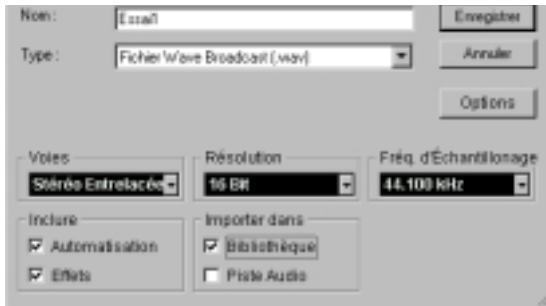 Nom : Essai1 Enregistrer
Type : Fichier Wave Broadcast (.wav) Annuler
Options
Voies Résolution Fréq. d'Échantillonage
Stéréo Entrelacée 16 Bit 44.100 kHz
Inclure Importer dans
Automatisation Bibliothèque
Effets Piste Audio